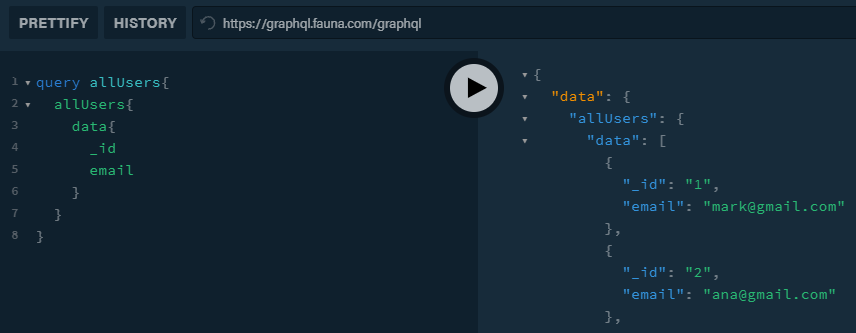 PRETTIFY HISTORY https://graphql.fauna.com/graphql
1 query allUsers{
2 allUsers{
3 data{
4 _id
5 email
6 }
7 }
8 }
{
"data": {
"allUsers": {
"data": [
{
"_id": "1",
"email": "mark@gmail.com"
},
{
"_id": "2",
"email": "ana@gmail.com"
},